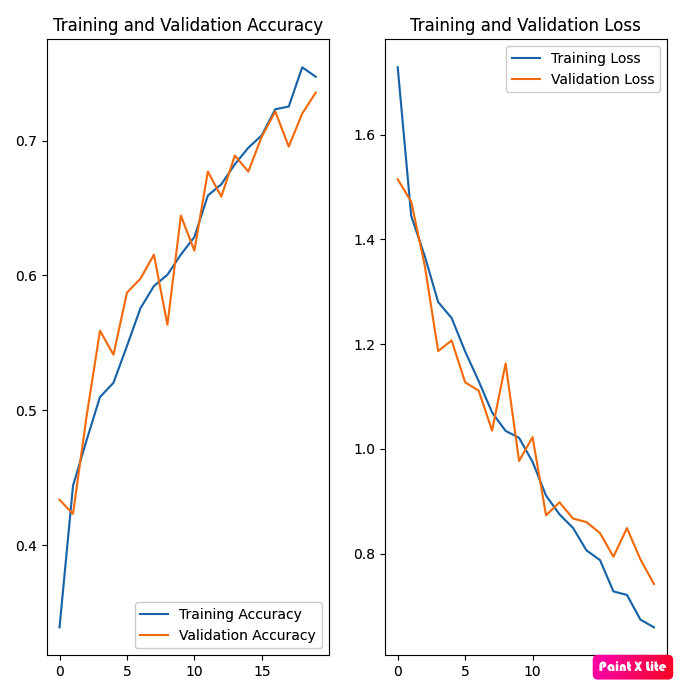 Training and Validation Accuracy
0.7
0.6
0.5
0.4
Training Accuracy
Validation Accuracy
0 5 10 15
Training and Validation Loss
Training Loss
Validation Loss
1.6
1.4
1.2
1.0
0.8
0 5 10
Paint X Lite